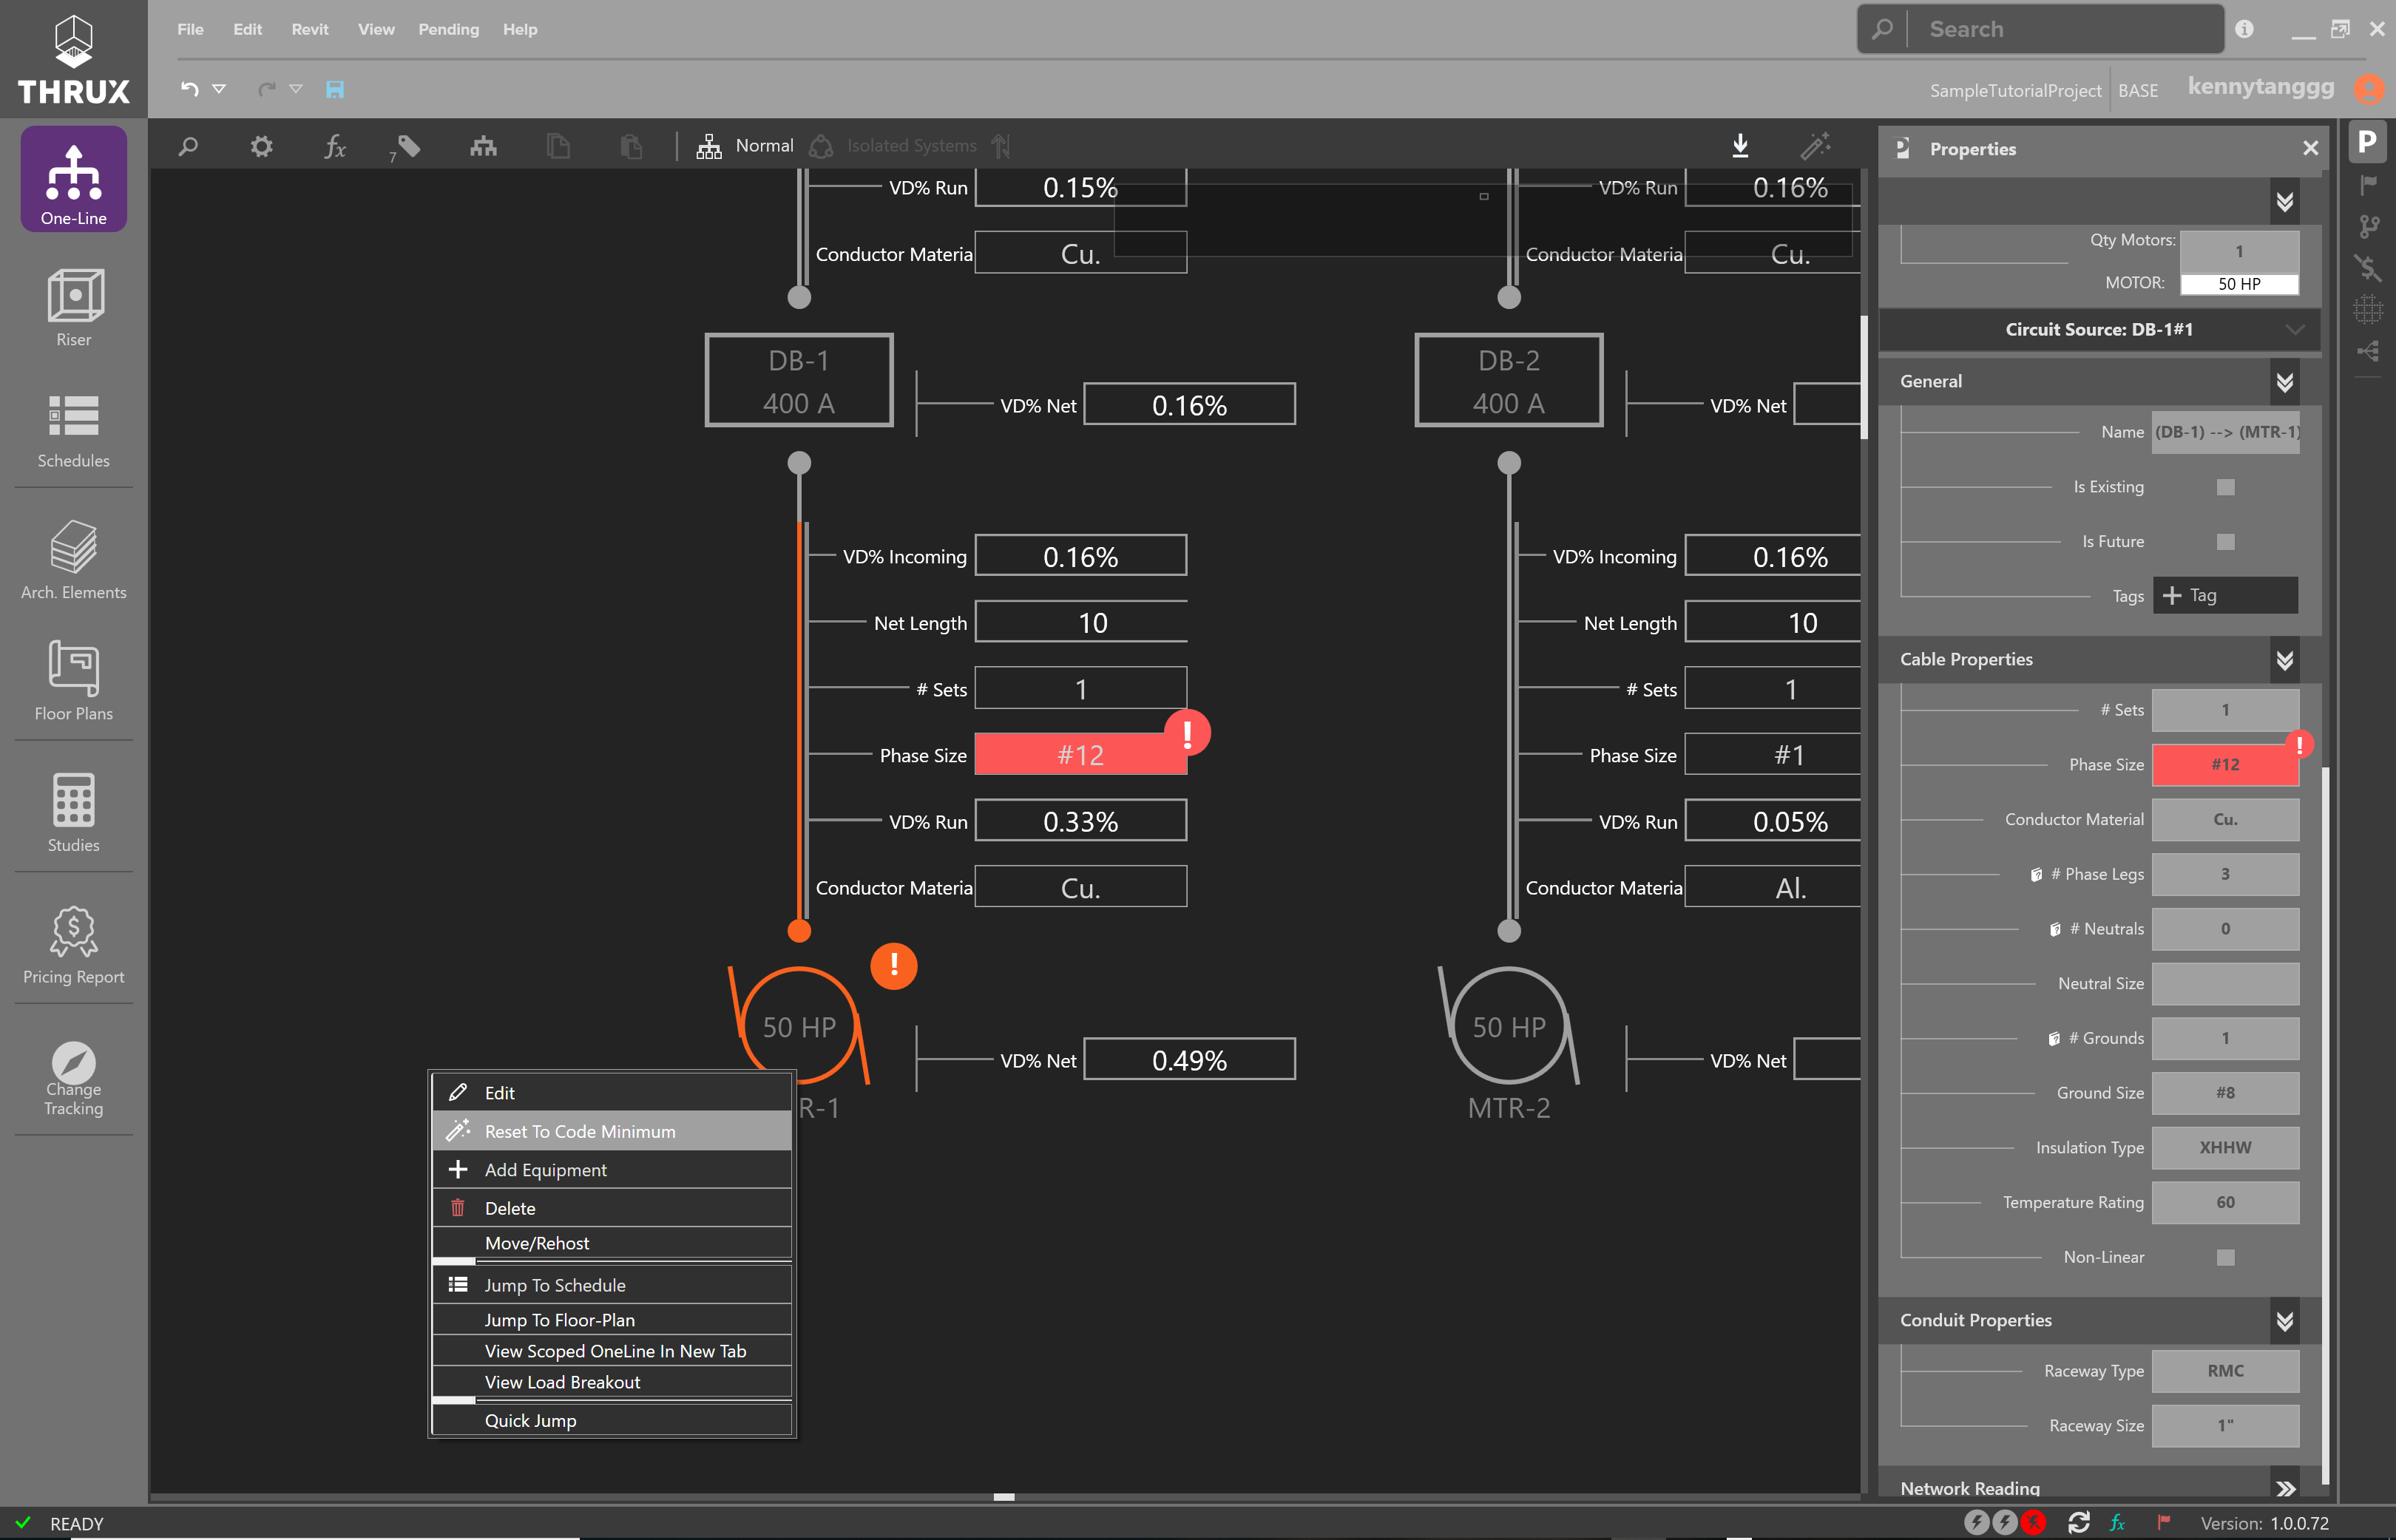 File Edit Revit View Pending Help
Search
THRUX
SampleTutorialProject BASE kennytanggg
One-Line
Riser
Schedules
Arch. Elements
Floor Plans
Studies
Pricing Report
Change
Tracking
7
Normal
Isolated Systems
VD% Run 0.15%
Conductor Materia Cu.
DB-1
400 A
VD% Net 0.16%
VD% Incoming 0.16%
Net Length 10
# Sets 1
Phase Size #12
VD% Run 0.33%
Conductor Materia Cu.
50 HP
VD% Net 0.49%
R-1
VD% Run 0.16%
Conductor Materia Cu.
DB-2
400 A
VD% Net
VD% Incoming 0.16%
Net Length 10
# Sets 1
Phase Size #1
VD% Run 0.05%
Conductor Materia Al.
50 HP
VD% Net
MTR-2
Edit
Reset To Code Minimum
Add Equipment
Delete
Move/Rehost
Jump To Schedule
Jump To Floor-Plan
View Scoped OneLine In New Tab
View Load Breakout
Quick Jump
P Properties
P
Qty Motors: 1
MOTOR: 50 HP
Circuit Source: DB-1#1
General
Name (DB-1) --> (MTR-1)
Is Existing
Is Future
Tags + Tag
Cable Properties
# Sets 1
Phase Size #12
Conductor Material Cu.
# Phase Legs 3
# Neutrals 0
Neutral Size
# Grounds 1
Ground Size #8
Insulation Type XHHW
Temperature Rating 60
Non-Linear
Conduit Properties
Raceway Type RMC
Raceway Size 1"
Network Reading
READY
Version: 1.0.0.72